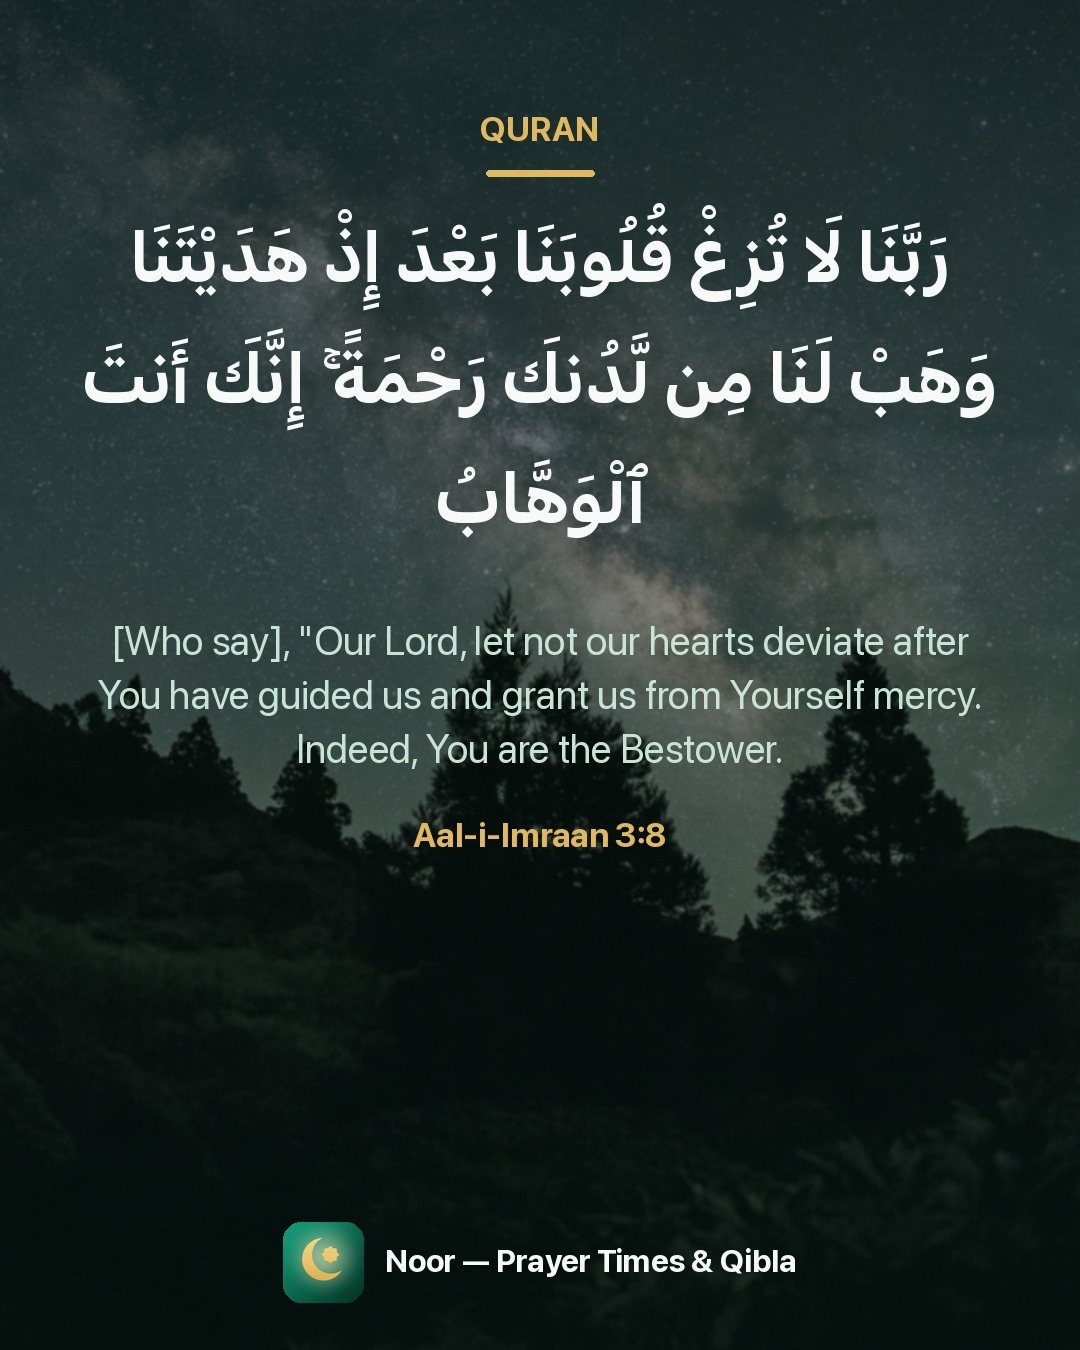 QURAN
رَبَّنَا لَا تُزِغْ قُلُوبَنَا بَعْدَ إِذْ هَدَيْتَنَا
وَهَبْ لَنَا مِن لَّدُنكَ رَحْمَةً ۚ إِنَّكَ أَنتَ
ٱلْوَهَّابُ
[Who say], "Our Lord, let not our hearts deviate after
You have guided us and grant us from Yourself mercy.
Indeed, You are the Bestower.
Aal-i-Imraan 3:8
Noor — Prayer Times & Qibla